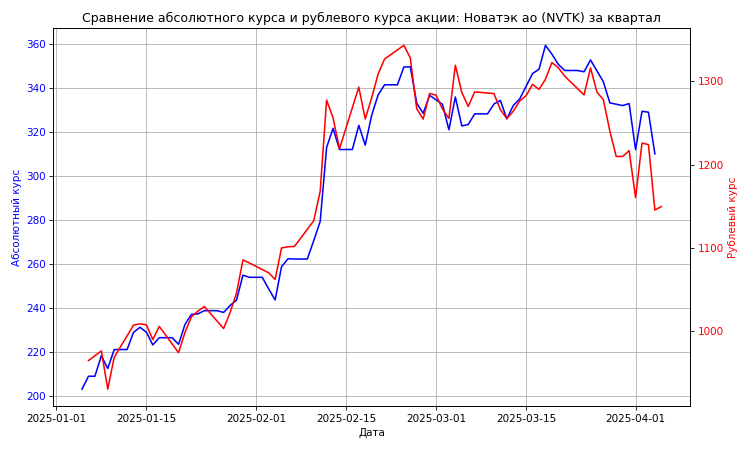 Сравнение абсолютного курса и рублевого курса акции: Новатэк ао (NVTK) за квартал
360
340
320
300
280
260
240
220
200
Абсолютный курс
1300
1200
1100
1000
Рублевый курс
2025-01-01 2025-01-15 2025-02-01 2025-02-15 2025-03-01 2025-03-15 2025-04-01
Дата